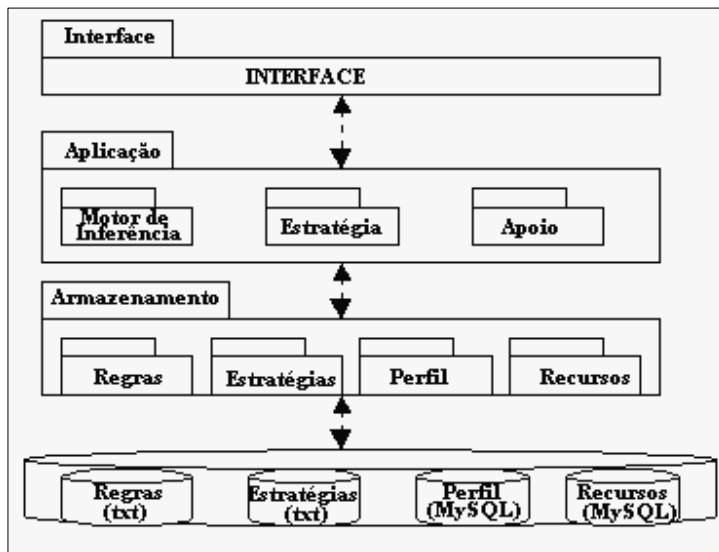 Interface
INTERFACE
Aplicação
Motor de
Inferência
Estratégia
Apoio
Armazenamento
Regras
Estratégias
Perfil
Recursos
Regras
(txt)
Estratégias
(txt)
Perfil
(MySQL)
Recursos
(MySQL)